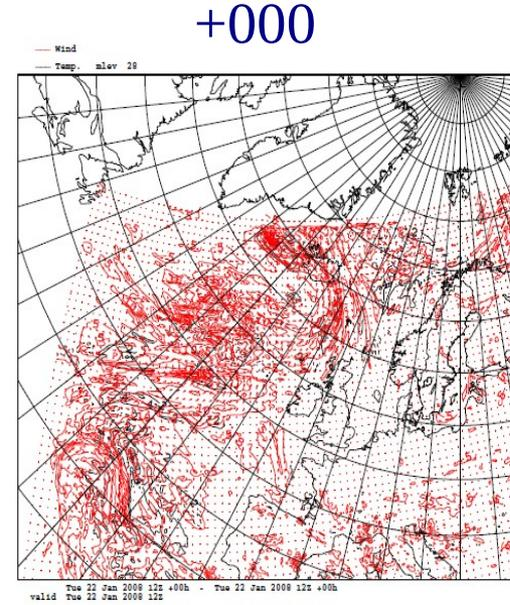 +000
Wind
Temp. mlev 28
Tue 22 Jan 2008 12Z +00h - Tue 22 Jan 2008 12Z +00h
valid Tue 22 Jan 2008 12Z